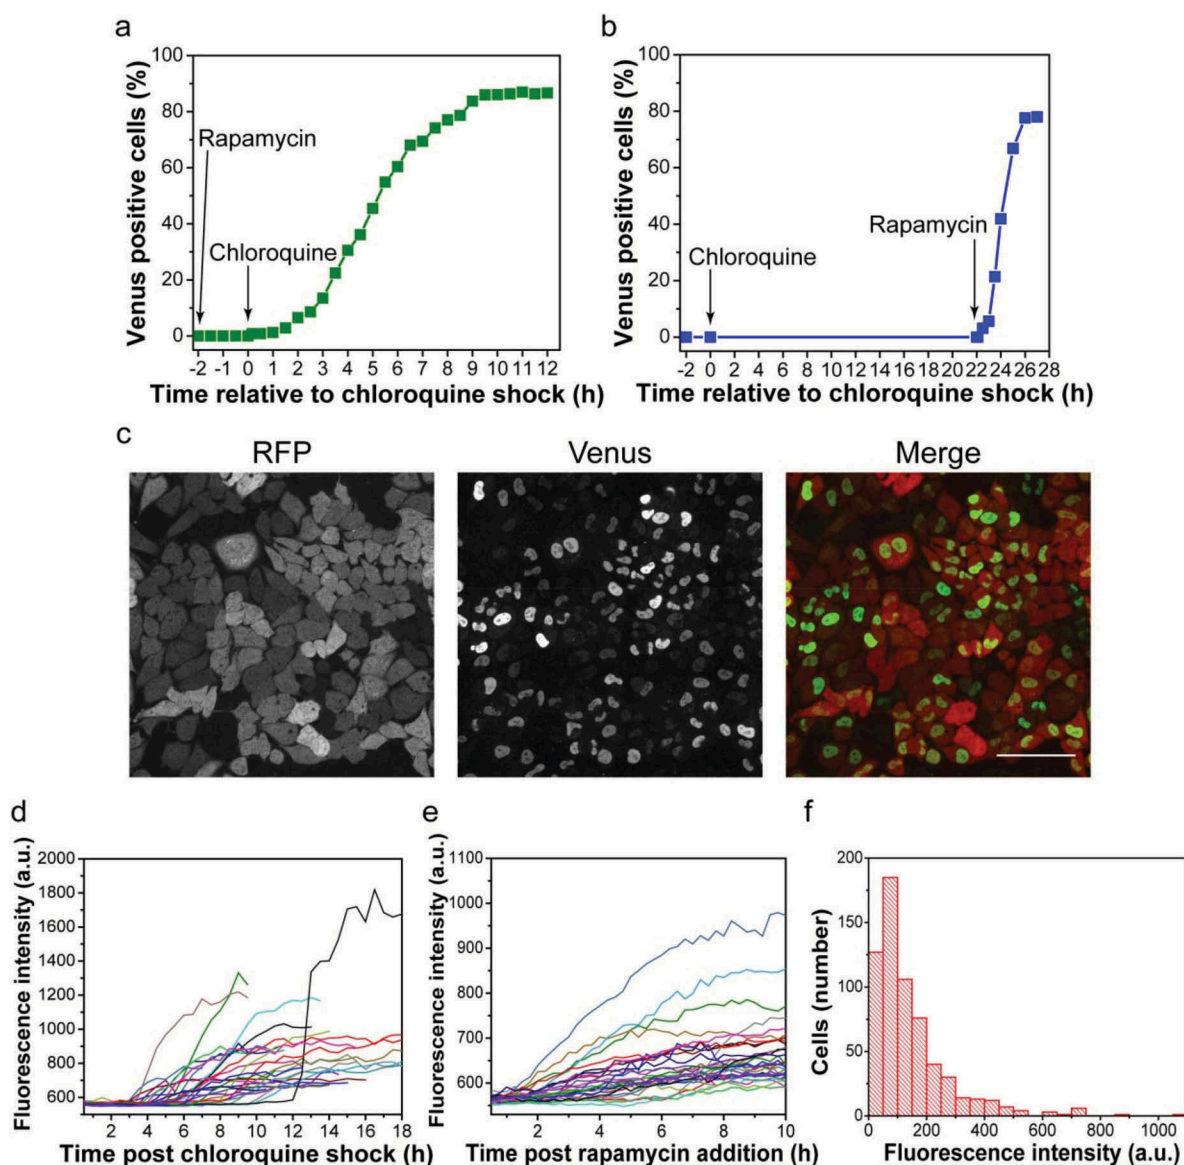 a
b
Venus positive cells (%)
100
80
60
40
20
0
Rapamycin
Chloroquine
-2 -1 0 1 2 3 4 5 6 7 8 9 10 11 12
Time relative to chloroquine shock (h)
Venus positive cells (%)
100
80
60
40
20
0
Chloroquine
Rapamycin
-2 0 2 4 6 8 10 12 14 16 18 20 22 24 26 28
Time relative to chloroquine shock (h)
c
RFP Venus Merge
d
e
f
Fluorescence intensity (a.u.)
2000
1800
1600
1400
1200
1000
800
600
2 4 6 8 10 12 14 16 18
Time post chloroquine shock (h)
Fluorescence intensity (a.u.)
1100
1000
900
800
700
600
2 4 6 8 10
Time post rapamycin addition (h)
Cells (number)
200
150
100
50
0
0 200 400 600 800 1000
Fluorescence intensity (a.u.)